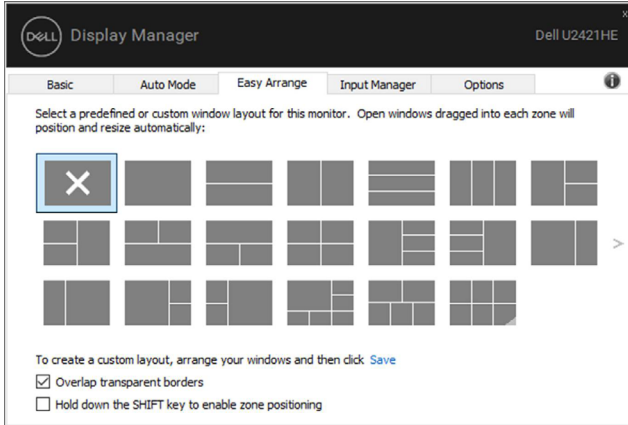 x
DELL Display Manager Dell U2421HE
Basic Auto Mode Easy Arrange Input Manager Options
Select a predefined or custom window layout for this monitor. Open windows dragged into each zone will
position and resize automatically:
To create a custom layout, arrange your windows and then click Save
Overlap transparent borders
Hold down the SHIFT key to enable zone positioning